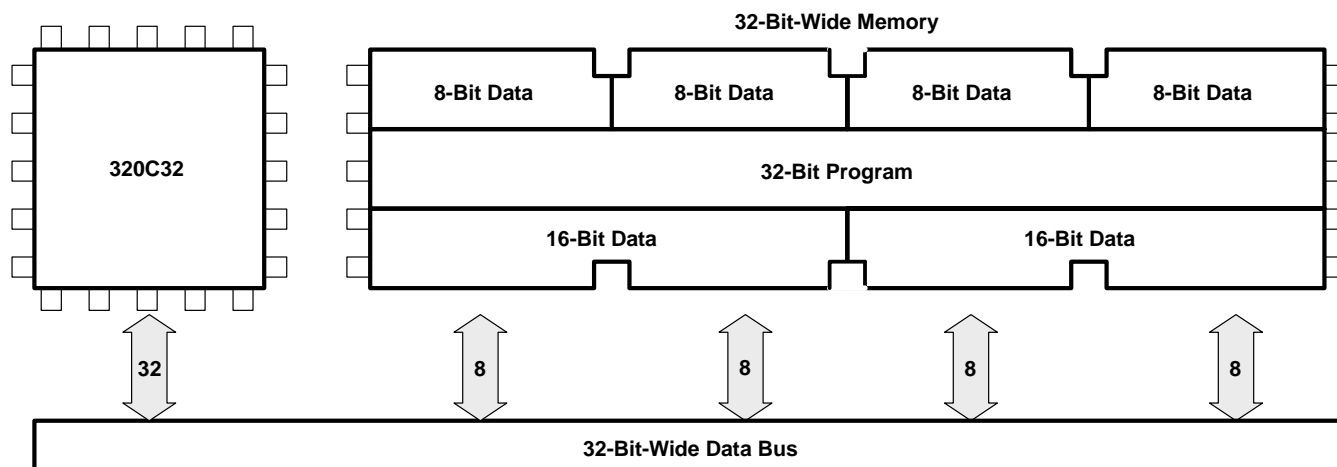 32-Bit-Wide Memory
8-Bit Data
8-Bit Data
8-Bit Data
8-Bit Data
320C32
32-Bit Program
16-Bit Data
16-Bit Data
32
8
8
8
8
32-Bit-Wide Data Bus